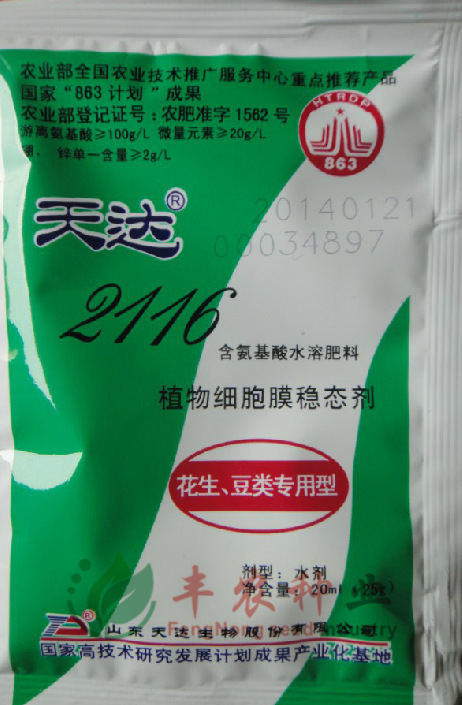 农业部全国农业技术推广服务中心重点推荐产品
国家“863计划”成果
农业部登记证号：农肥准字1562号
游离氨基酸≥100g/L 微量元素≥20g/L
硼、锌单一含量≥2g/L
HTRDP
863
天达®
20140121
00034897
2116
含氨基酸水溶肥料
植物细胞膜稳态剂
花生、豆类专用型
剂型：水剂
净含量：20ml（25g）
丰农种业
FengNong seed industry
山东天达生物股份有限公司
国家高技术研究发展计划成果产业化基地